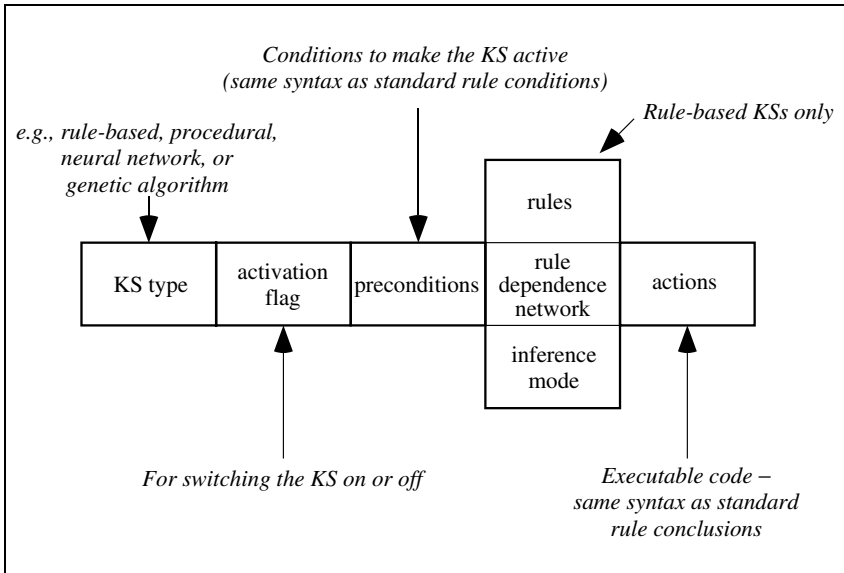 Conditions to make the KS active
(same syntax as standard rule conditions)
Rule-based KSs only
e.g., rule-based, procedural,
neural network, or
genetic algorithm
rules
KS type
activation
flag
preconditions
rule
dependence
network
actions
inference
mode
For switching the KS on or off
Executable code –
same syntax as standard
rule conclusions